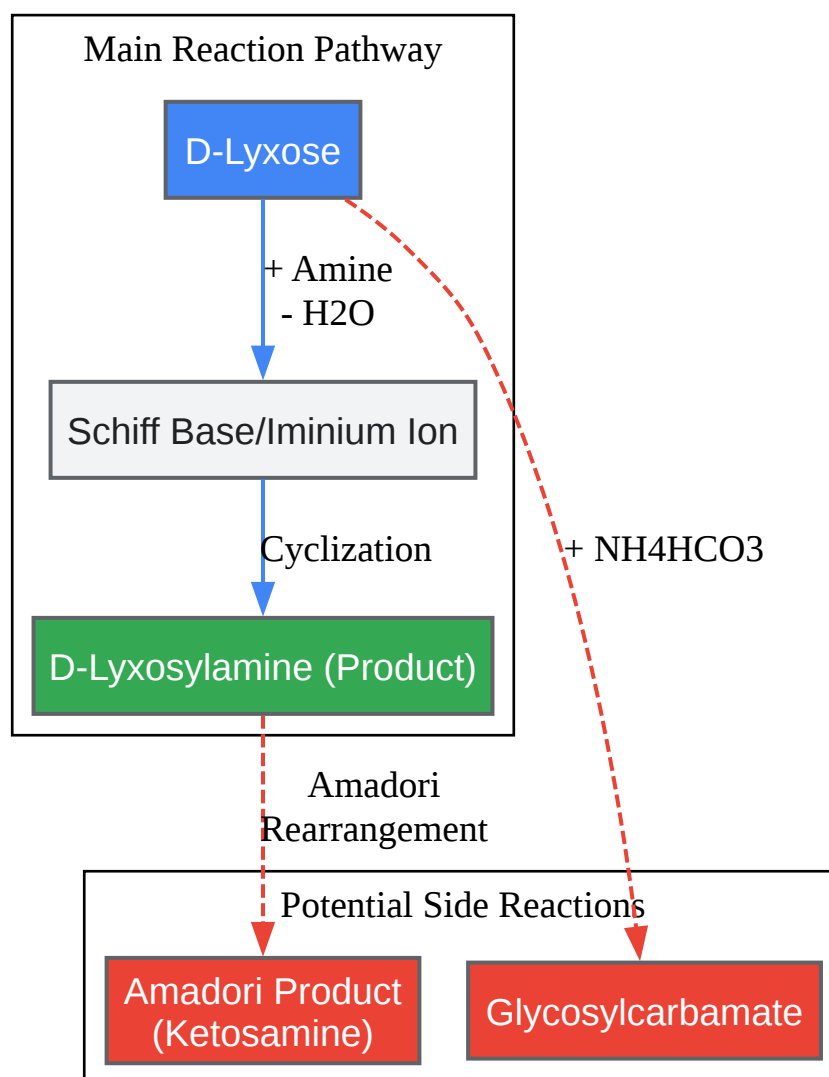 Main Reaction Pathway
D-Lyxose
+ Amine
- H2O
Schiff Base/Iminium Ion
Cyclization
+ NH4HCO3
D-Lyxosylamine (Product)
Amadori
Rearrangement
Potential Side Reactions
Amadori Product
(Ketosamine)
Glycosylcarbamate